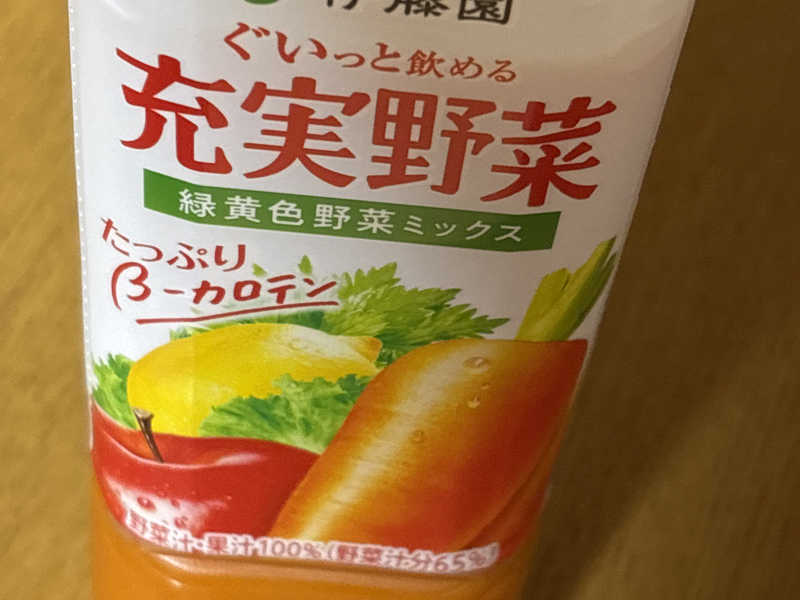 伊藤園
ぐいっと飲める
充実野菜
緑黄色野菜ミックス
たっぷり
β-カロテン
野菜汁・果汁100%(野菜汁分65%)